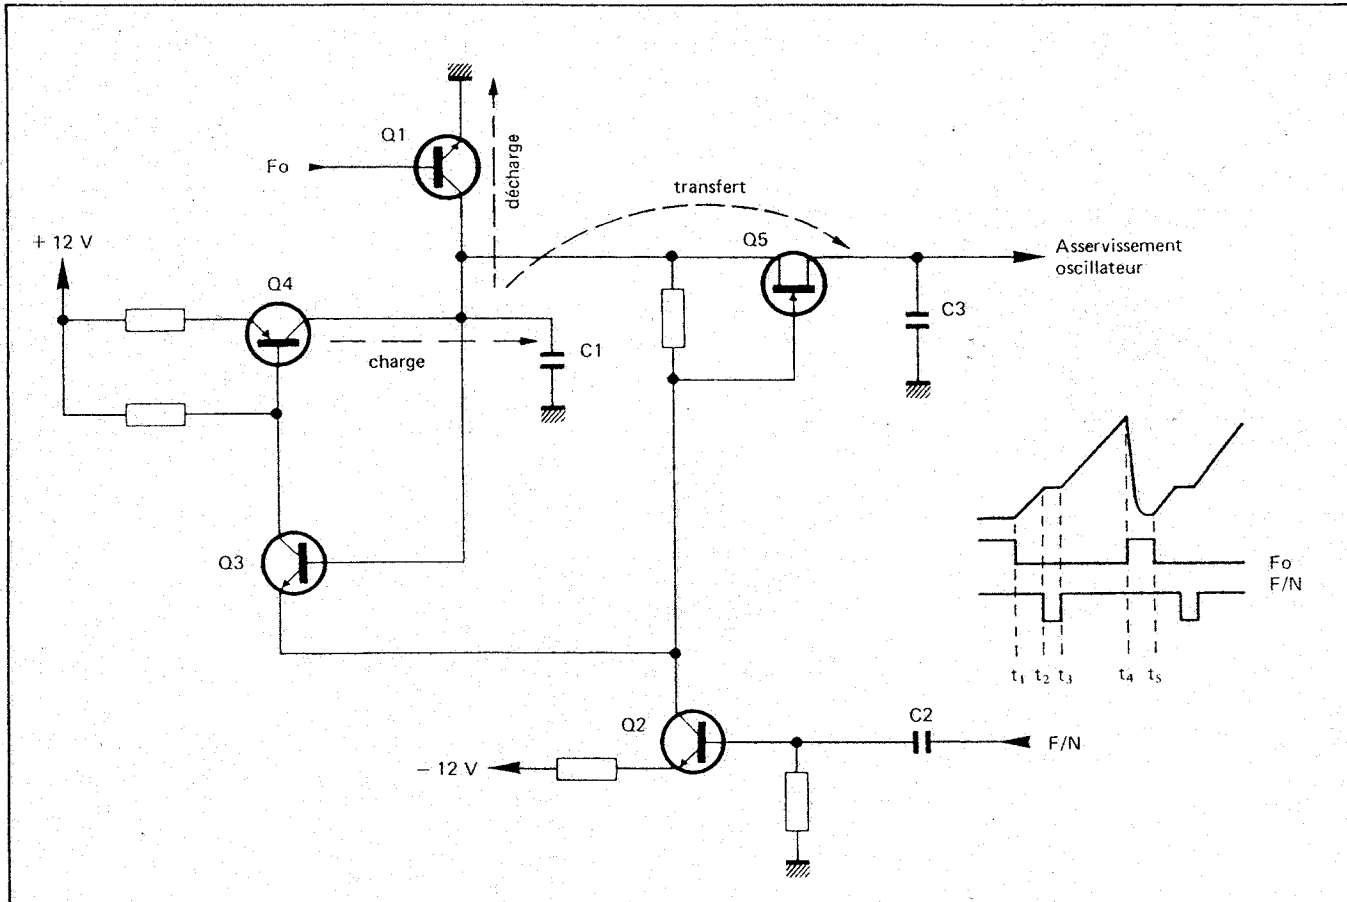 Q1
Fo
décharge
transfert
+ 12 V
Q5
Asservissement
oscillateur
Q4
C3
C1
charge
Q3
Fo
F/N
t₁ t₂ t₃ t₄ t₅
Q2
C2
F/N
− 12 V